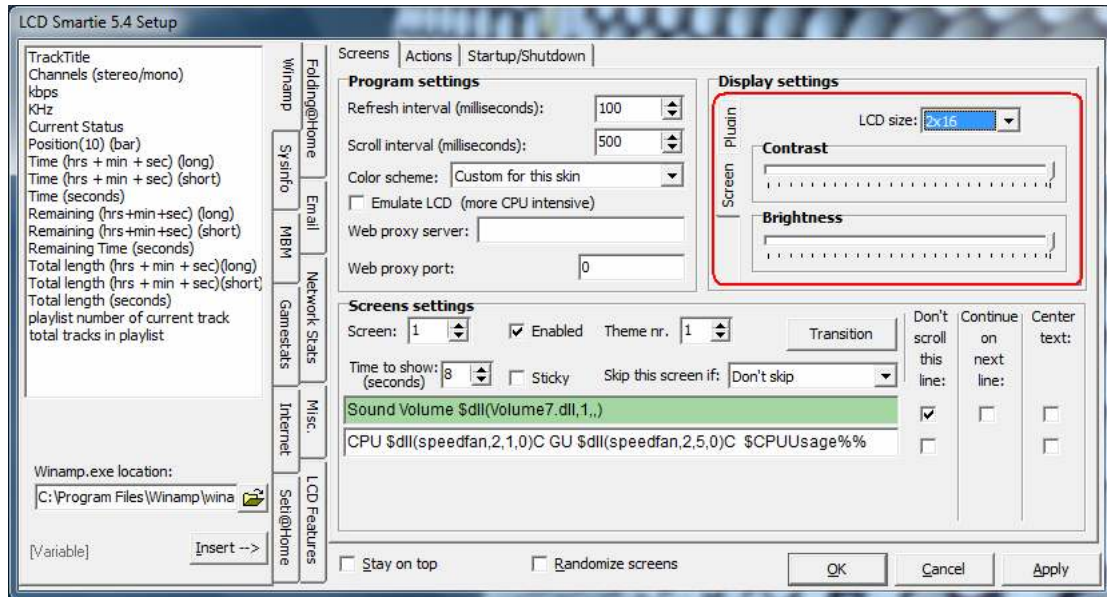 LCD Smartie 5.4 Setup
TrackTitle
Channels (stereo/mono)
kbps
KHz
Current Status
Position(10) (bar)
Time (hrs + min + sec) (long)
Time (hrs + min + sec) (short)
Time (seconds)
Remaining (hrs+min+sec) (long)
Remaining (hrs+min+sec) (short)
Remaining Time (seconds)
Total length (hrs + min + sec)(long)
Total length (hrs + min + sec)(short)
Total length (seconds)
playlist number of current track
total tracks in playlist
Winamp.exe location:
C:\Program Files\Winamp\wina
[Variable]
Insert -->
Winamp
Sysinfo
MBM
Gamestats
Internet
Seti@Home
Folding@Home
Email
Network Stats
Misc.
LCD Features
Screens
Actions
Startup/Shutdown
Program settings
Refresh interval (milliseconds): 100
Scroll interval (milliseconds): 500
Color scheme: Custom for this skin
Emulate LCD (more CPU intensive)
Web proxy server:
Web proxy port: 0
Display settings
Plugin
Screen
LCD size: 2x16
Contrast
Brightness
Screens settings
Screen: 1 Enabled Theme nr. 1 Transition
Time to show: 8 Sticky Skip this screen if: Don't skip
(seconds)
Don't
scroll
this
line:
Continue
on
next
line:
Center
text:
Sound Volume $dll(Volume7.dll,1,,)
CPU $dll(speedfan,2,1,0)C GU $dll(speedfan,2,5,0)C $CPUUsage%%
Stay on top
Randomize screens
OK
Cancel
Apply